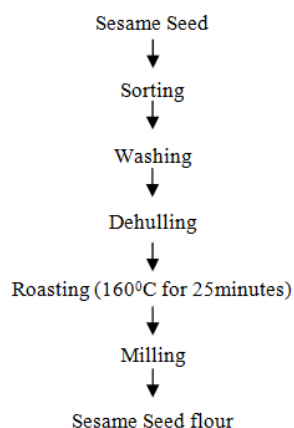 Sesame Seed
Sorting
Washing
Dehulling
Roasting (160⁰C for 25minutes)
Milling
Sesame Seed flour